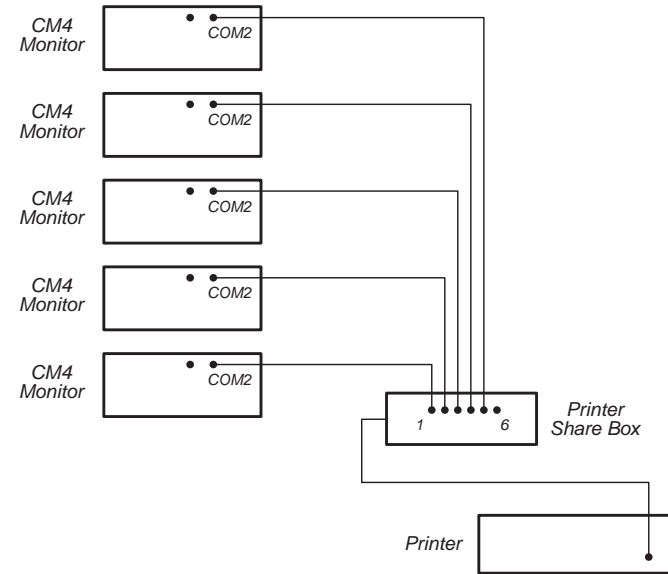 CM4
Monitor
COM2
CM4
Monitor
COM2
CM4
Monitor
COM2
CM4
Monitor
COM2
CM4
Monitor
COM2
1
6
Printer
Share Box
Printer